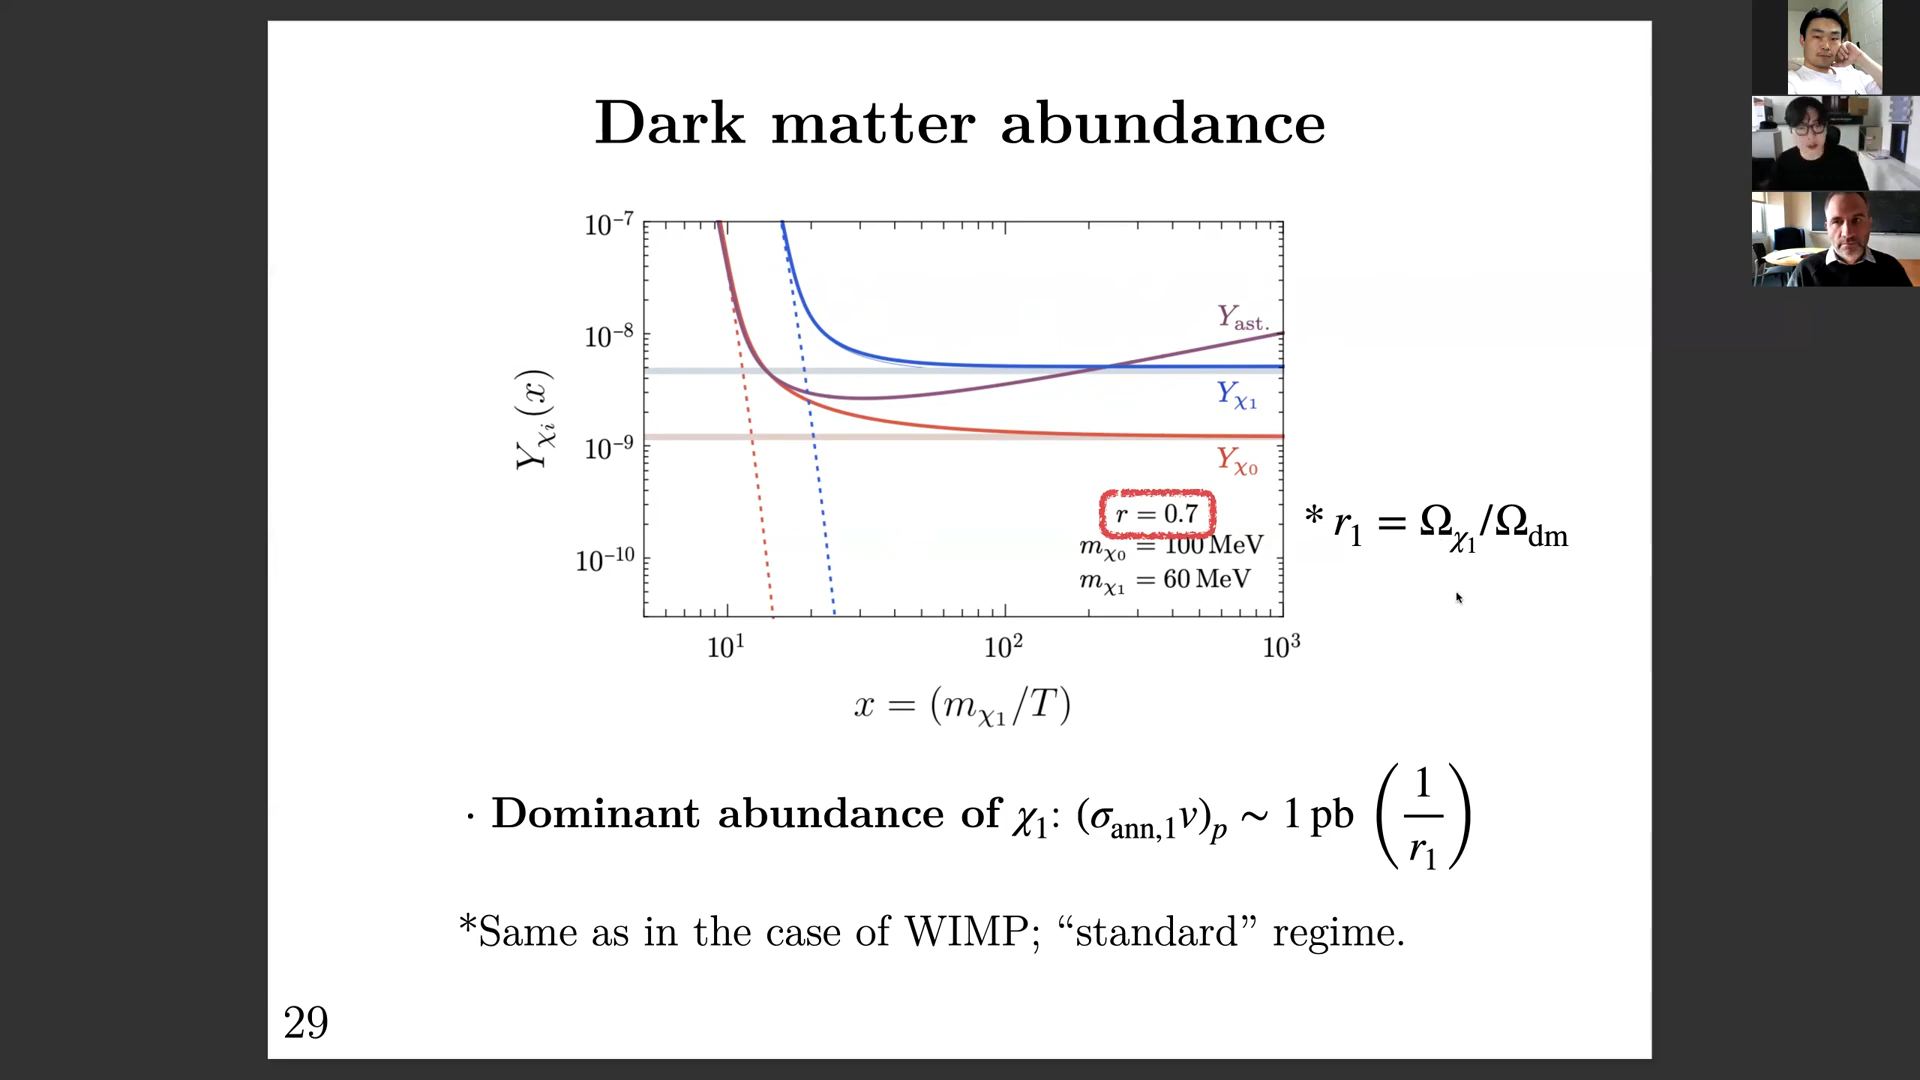 Dark matter abundance
10⁻⁷
10⁻⁸
10⁻⁹
10⁻¹⁰
Y_χᵢ(x)
Y_ast.
Y_χ₁
Y_χ₀
r = 0.7
m_χ₀ = 100 MeV
m_χ₁ = 60 MeV
* r₁ = Ω_χ₁/Ω_dm
10¹ 10² 10³
x = (m_χ₁/T)
· Dominant abundance of χ₁: (σ_ann,1 v)_p ∼ 1 pb (1/r₁)
*Same as in the case of WIMP; “standard” regime.
29